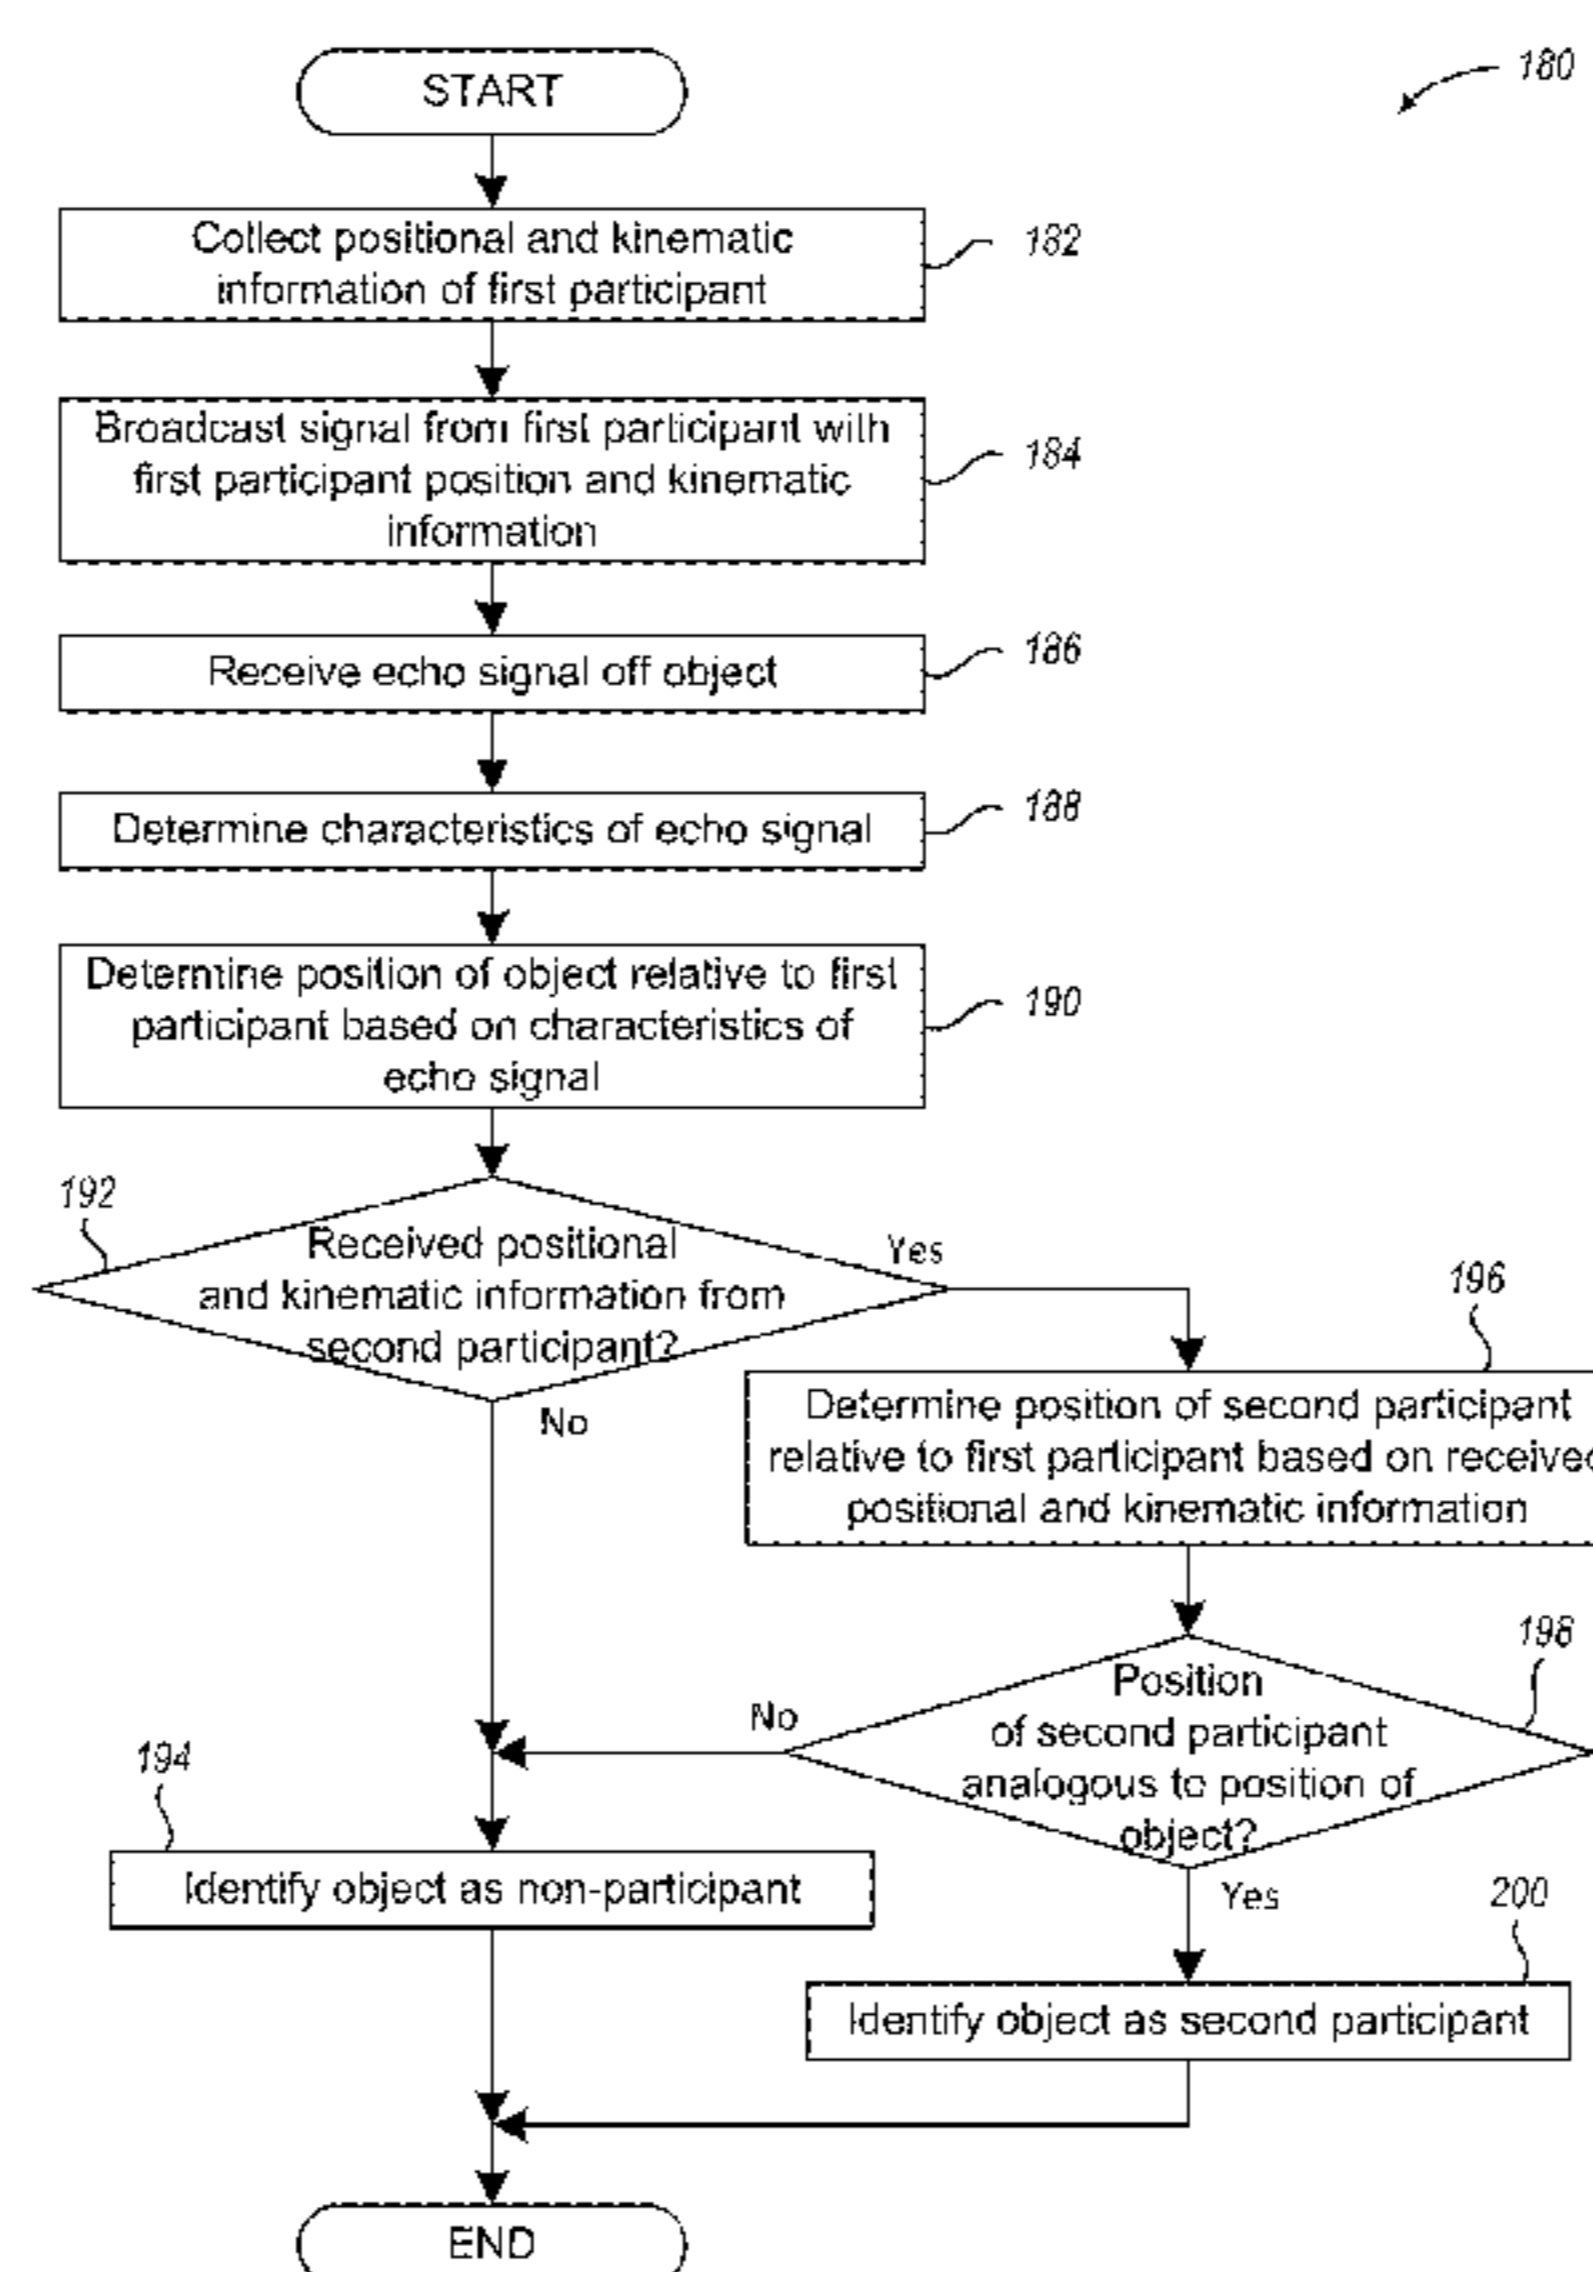 START
180
Collect positional and kinematic
information of first participant
182
Broadcast signal from first participant with
first participant position and kinematic
information
184
Receive echo signal off object
186
Determine characteristics of echo signal
188
Determine position of object relative to first
participant based on characteristics of
echo signal
190
192
Received positional
and kinematic information from
second participant?
Yes
No
196
Determine position of second participant
relative to first participant based on received
positional and kinematic information
198
Position
of second participant
analogous to position of
object?
No
Yes
194
Identify object as non-participant
200
Identify object as second participant
END